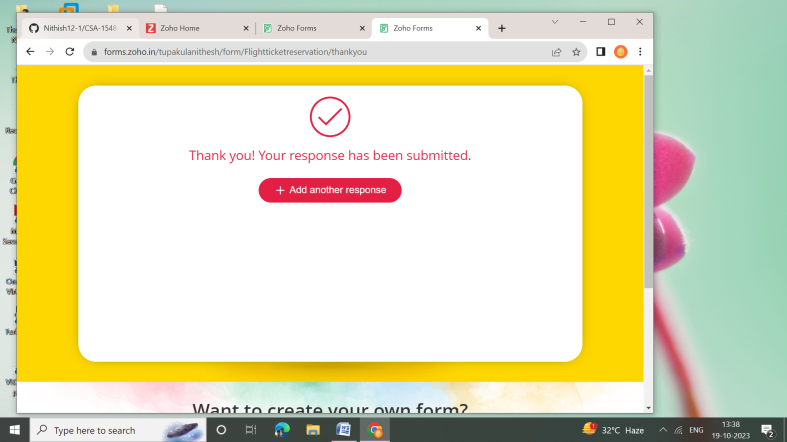 Nithish12-1/CSA-1548
Zoho Home
Zoho Forms
Zoho Forms
forms.zoho.in/tupakulanithesh/form/Flightticketreservation/thankyou
Thank you! Your response has been submitted.
+ Add another response
Want to create your own form?
Type here to search
32°C Haze
ENG
13:38
19-10-2023
2